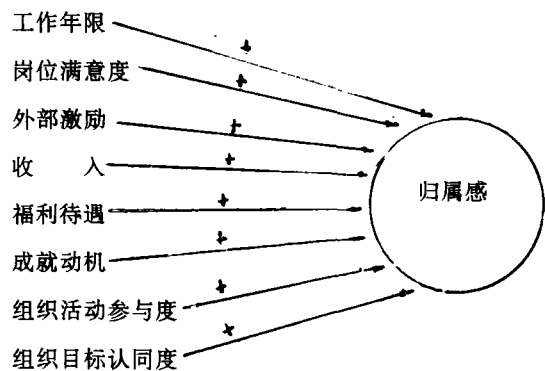 工作年限
+
岗位满意度
+
外部激励
+
收 入
+
福利待遇
+
成就动机
+
组织活动参与度
+
组织目标认同度
+
归属感